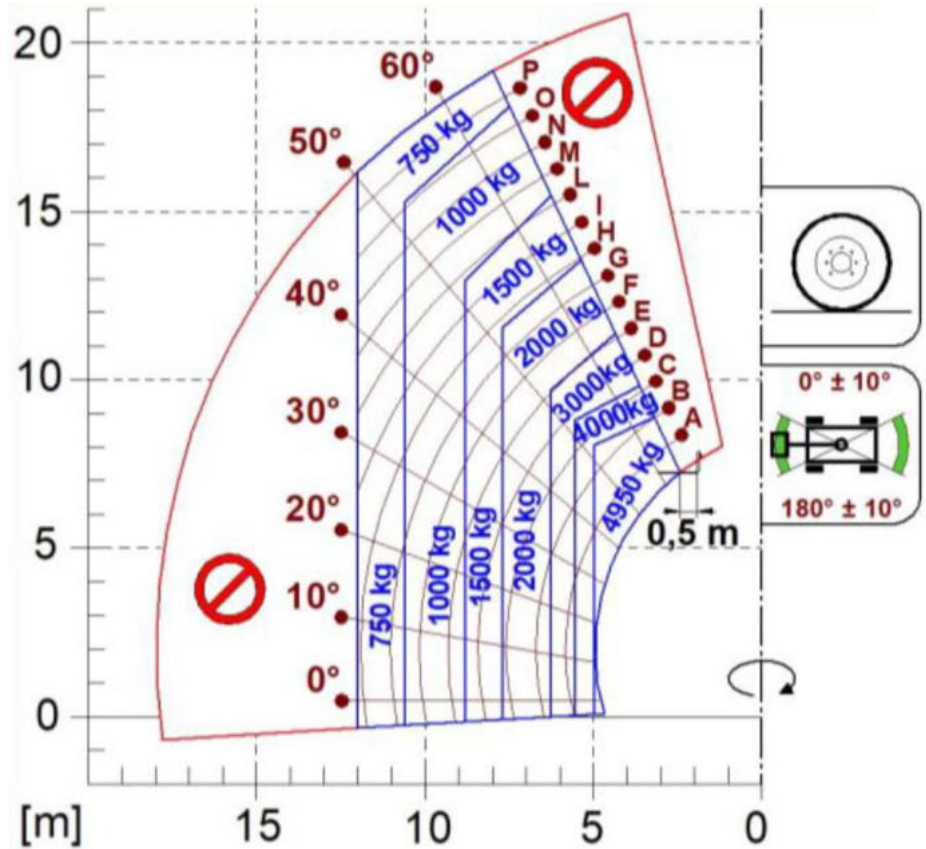 20
15
10
5
0
[m]
15
10
5
0
60°
50°
40°
30°
20°
10°
0°
P
O
N
M
L
I
H
G
F
E
D
C
B
A
750 kg
1000 kg
1500 kg
2000 kg
3000kg
4000kg
4950 kg
750 kg
1000 kg
1500 kg
2000 kg
0,5 m
0° ± 10°
180° ± 10°